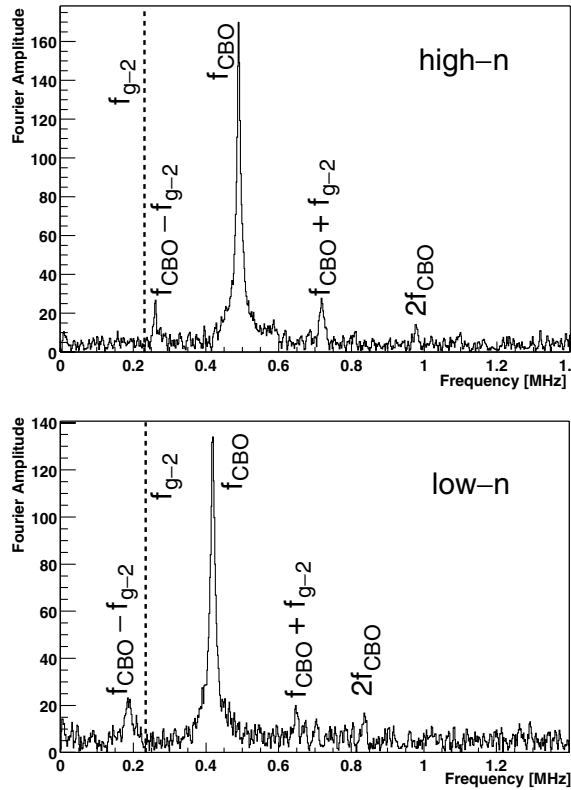 Fourier Amplitude
160
140
120
100
80
60
40
20
0
f_{g−2}
f_{CBO} − f_{g−2}
f_{CBO}
f_{CBO} + f_{g−2}
2f_{CBO}
high−n
0 0.2 0.4 0.6 0.8 1 1.2 1.
Frequency [MHz]
Fourier Amplitude
140
120
100
80
60
40
20
0
f_{CBO} − f_{g−2}
f_{g−2}
f_{CBO}
f_{CBO} + f_{g−2}
2f_{CBO}
low−n
0 0.2 0.4 0.6 0.8 1 1.2
Frequency [MHz]